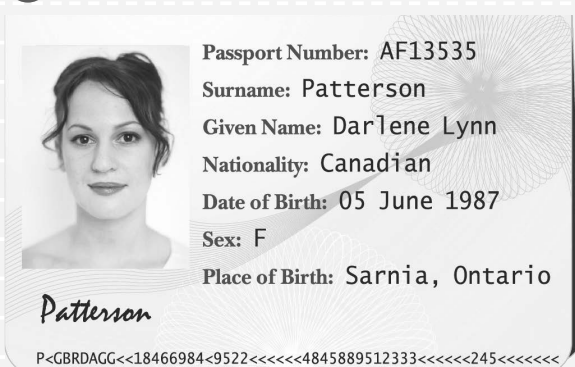 Passport Number: AF13535
Surname: Patterson
Given Name: Darlene Lynn
Nationality: Canadian
Date of Birth: 05 June 1987
Sex: F
Place of Birth: Sarnia, Ontario
Patterson
P<GBRDAGG<<18466984<9522<<<<<<4845889512333<<<<<<245<<<<<<<